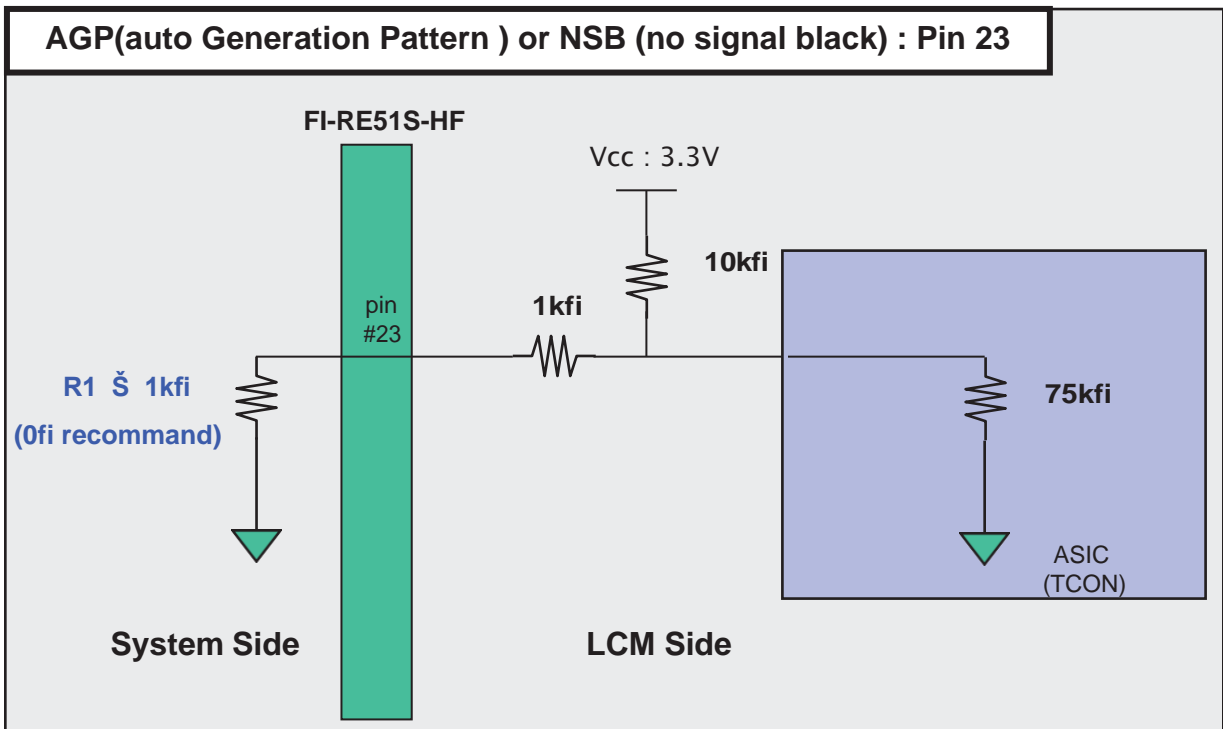 AGP(auto Generation Pattern ) or NSB (no signal black) : Pin 23
FI-RE51S-HF
Vcc : 3.3V
10kfi
1kfi
pin
#23
R1 Š 1kfi
(0fi recommand)
75kfi
ASIC
(TCON)
System Side
LCM Side